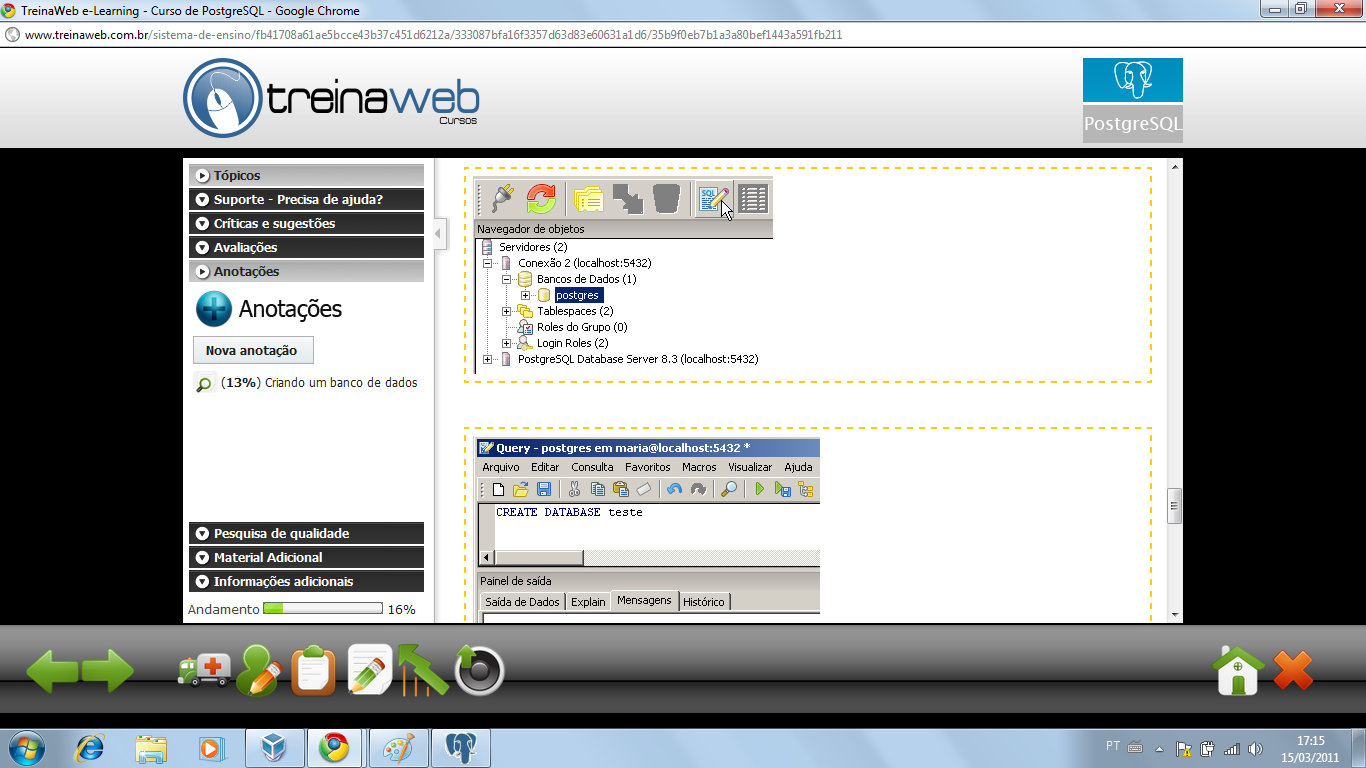 TreinaWeb e-Learning - Curso de PostgreSQL - Google Chrome
www.treinaweb.com.br/sistema-de-ensino/fb41708a61ae5bcce43b37c451d6212a/333087bfa16f3357d63d83e60631a1d6/35b9f0eb7b1a3a80bef1443a591fb211
treinaweb
Cursos
PostgreSQL
Tópicos
Suporte - Precisa de ajuda?
Críticas e sugestões
Avaliações
Anotações
Anotações
Nova anotação
(13%) Criando um banco de dados
Pesquisa de qualidade
Material Adicional
Informações adicionais
Andamento 16%
SQL
Navegador de objetos
Servidores (2)
Conexão 2 (localhost:5432)
Bancos de Dados (1)
postgres
Tablespaces (2)
Roles do Grupo (0)
Login Roles (2)
PostgreSQL Database Server 8.3 (localhost:5432)
Query - postgres em maria@localhost:5432 *
Arquivo Editar Consulta Favoritos Macros Visualizar Ajuda
CREATE DATABASE teste
Painel de saída
Saída de Dados Explain Mensagens Histórico
PT 17:15
15/03/2011